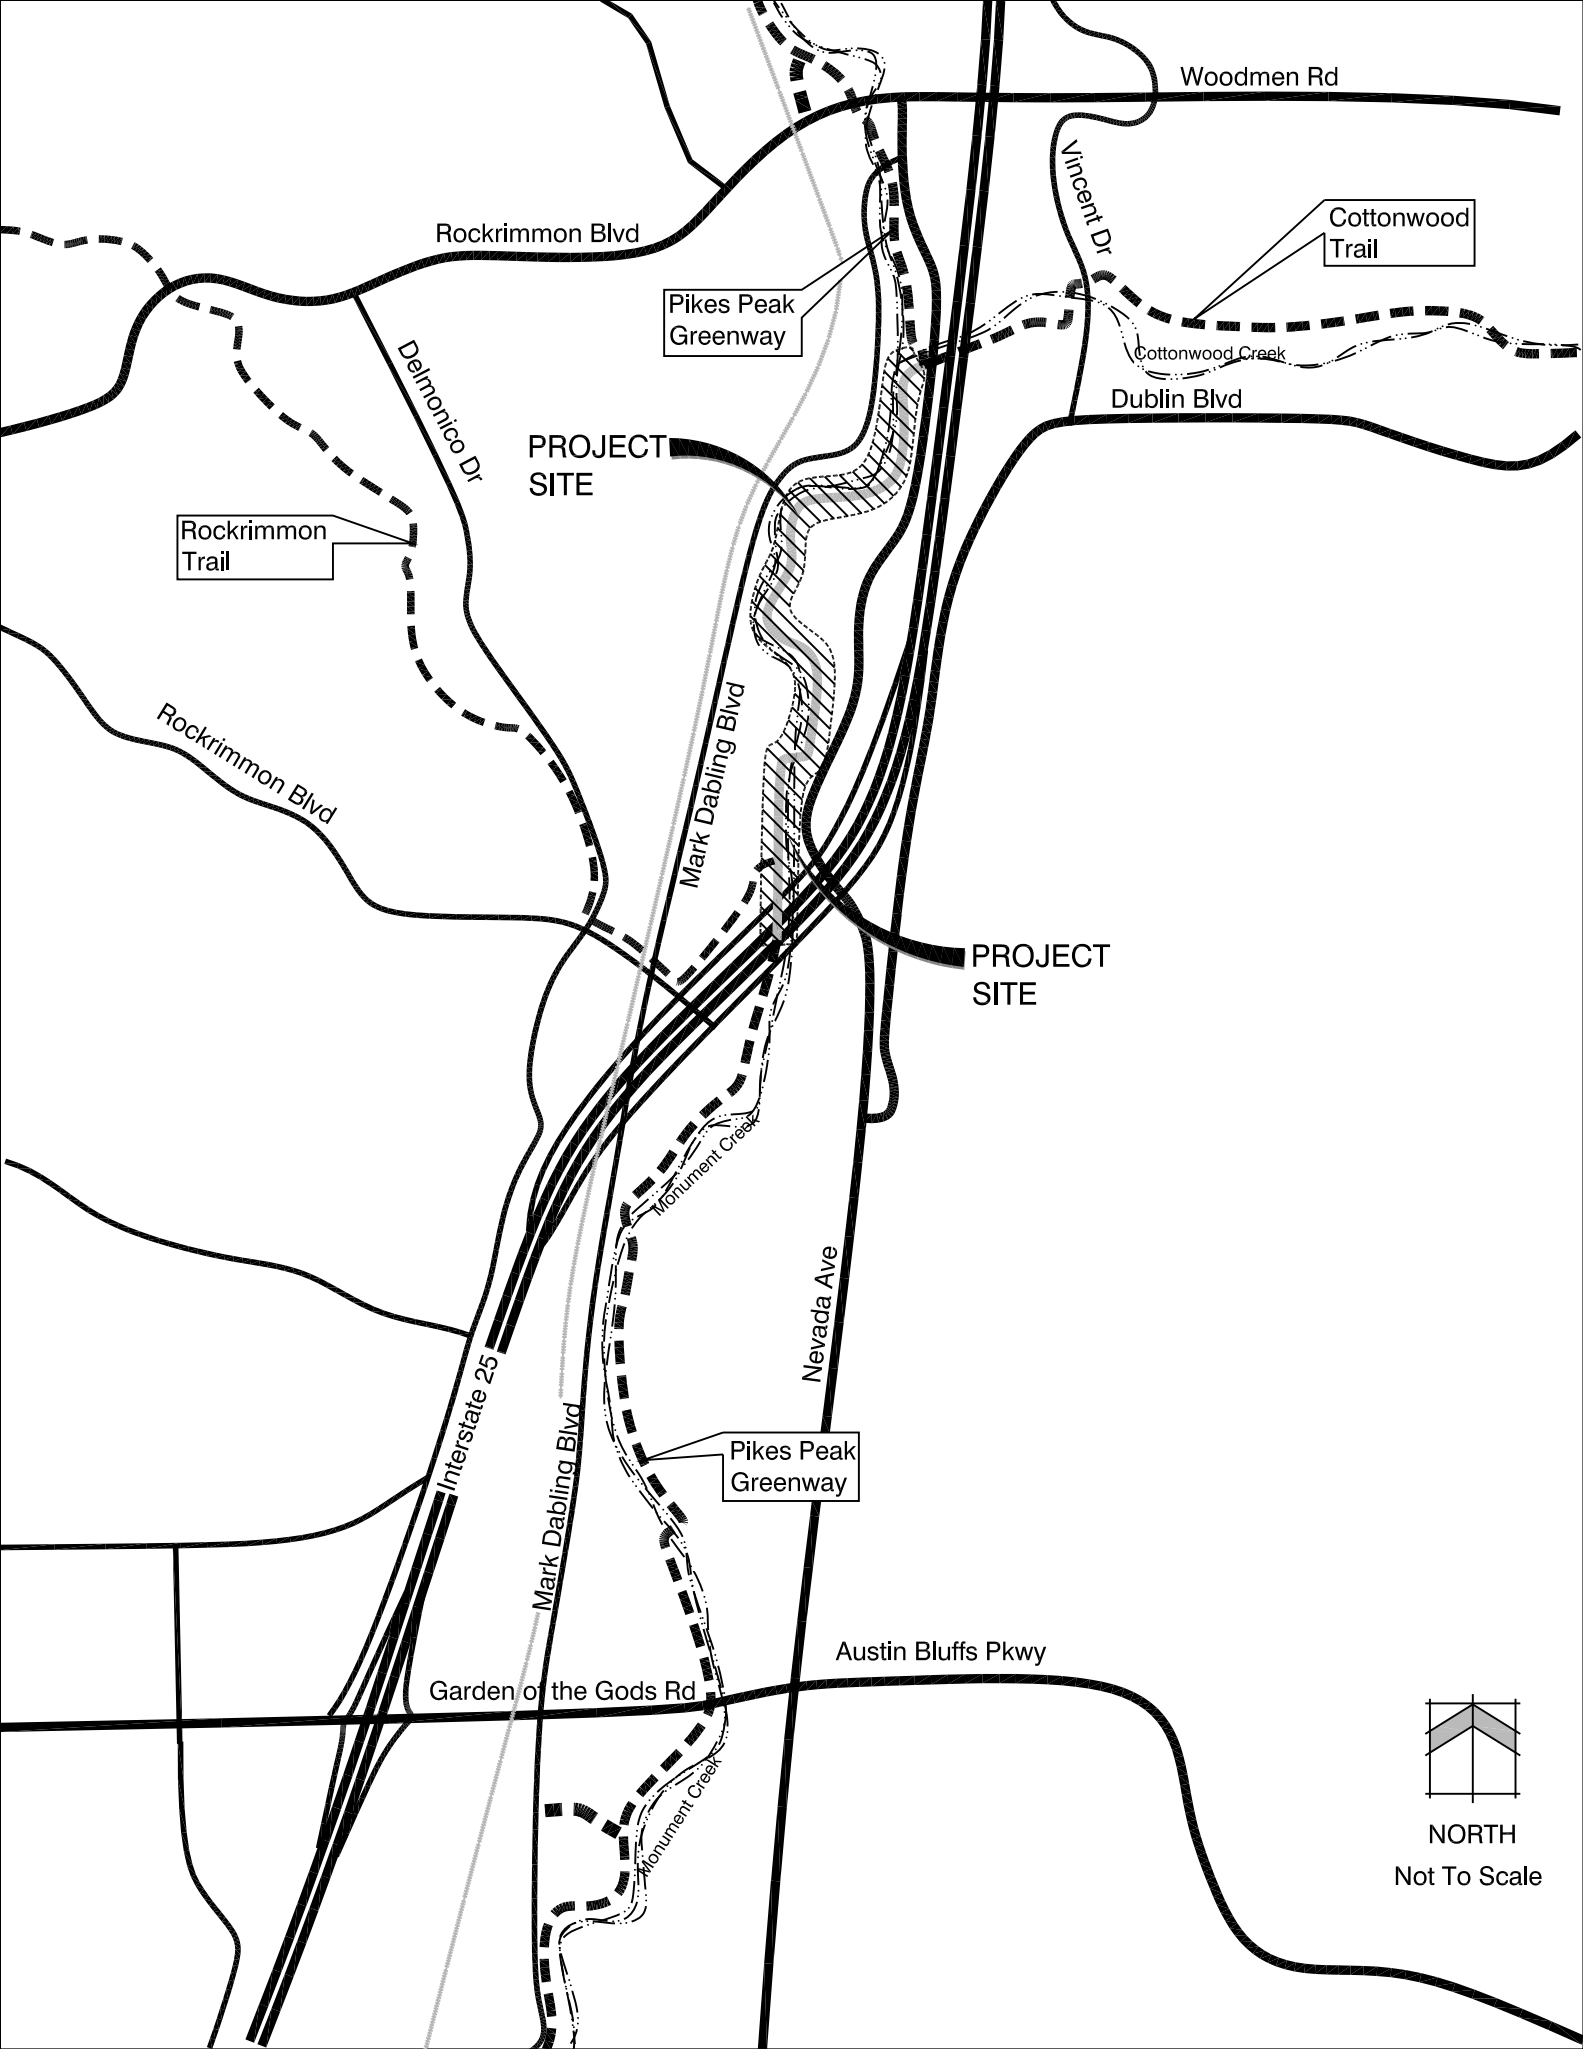 Woodmen Rd
Vincent Dr
Cottonwood
Trail
Rockrimmon Blvd
Pikes Peak
Greenway
Cottonwood Creek
Delmonico Dr
Dublin Blvd
PROJECT
SITE
Rockrimmon
Trail
Mark Dabling Blvd
Rockrimmon Blvd
PROJECT
SITE
Monument Creek
Nevada Ave
Interstate 25
Mark Dabling Blvd
Pikes Peak
Greenway
Austin Bluffs Pkwy
Garden of the Gods Rd
Monument Creek
NORTH
Not To Scale